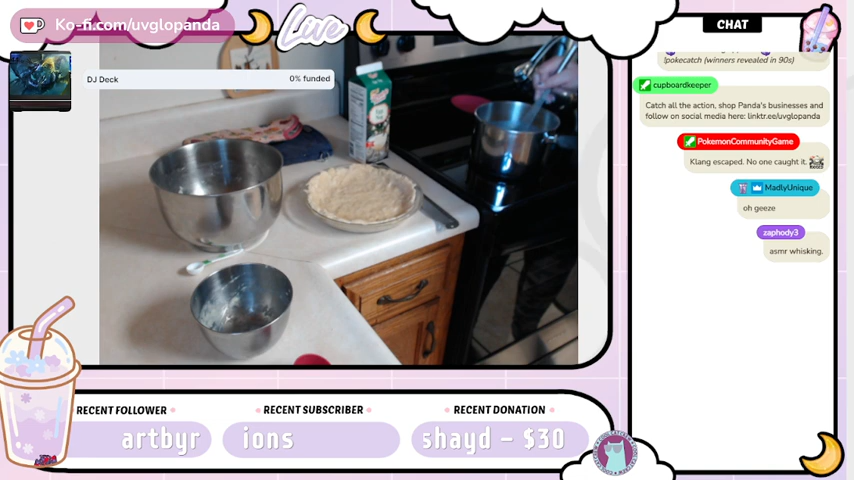 Ko-fi.com/uvglopanda
Live
CHAT
DJ Deck
0% funded
!pokecatch (winners revealed in 90s)
cupboardkeeper
Catch all the action, shop Panda's businesses and
follow on social media here: linktr.ee/uvglopanda
PokemonCommunityGame
Klang escaped. No one caught it.
MadlyUnique
oh geeze
zaphody3
asmr whisking.
RECENT FOLLOWER
RECENT SUBSCRIBER
RECENT DONATION
artbyr
ions
shayd - $30